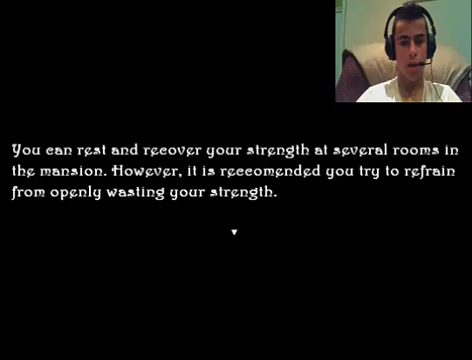 You can rest and recover your strength at several rooms in
the mansion. However, it is reccomended you try to refrain
from openly wasting your strength.